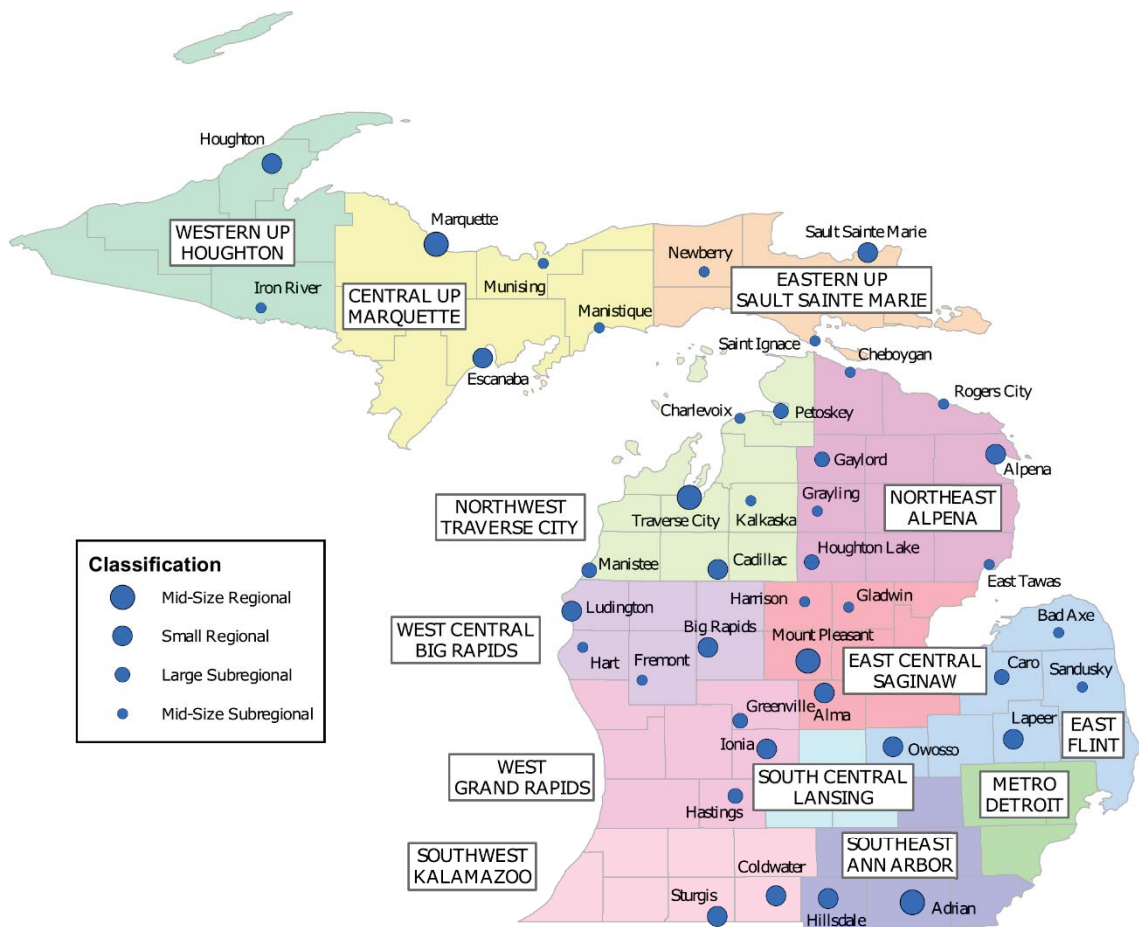 Houghton
WESTERN UP
HOUGHTON
Iron River
Marquette
CENTRAL UP
MARQUETTE
Munising
Manistique
Escanaba
Newberry
Sault Sainte Marie
EASTERN UP
SAULT SAINTE MARIE
Saint Ignace
Cheboygan
Rogers City
Charlevoix
Petoskey
Gaylord
Alpena
NORTHWEST
TRAVERSE CITY
Traverse City
Kalkaska
Grayling
NORTHEAST
ALPENA
Manistee
Cadillac
Houghton Lake
East Tawas
Classification
Mid-Size Regional
Small Regional
Large Subregional
Mid-Size Subregional
Ludington
Harrison
Gladwin
Bad Axe
WEST CENTRAL
BIG RAPIDS
Big Rapids
Mount Pleasant
Hart
Fremont
EAST CENTRAL
SAGINAW
Caro
Sandusky
Greenville
Alma
Lapeer
EAST
FLINT
Ionia
Owosso
WEST
GRAND RAPIDS
SOUTH CENTRAL
LANSING
METRO
DETROIT
Hastings
SOUTHWEST
KALAMAZOO
SOUTHEAST
ANN ARBOR
Coldwater
Sturgis
Hillsdale
Adrian